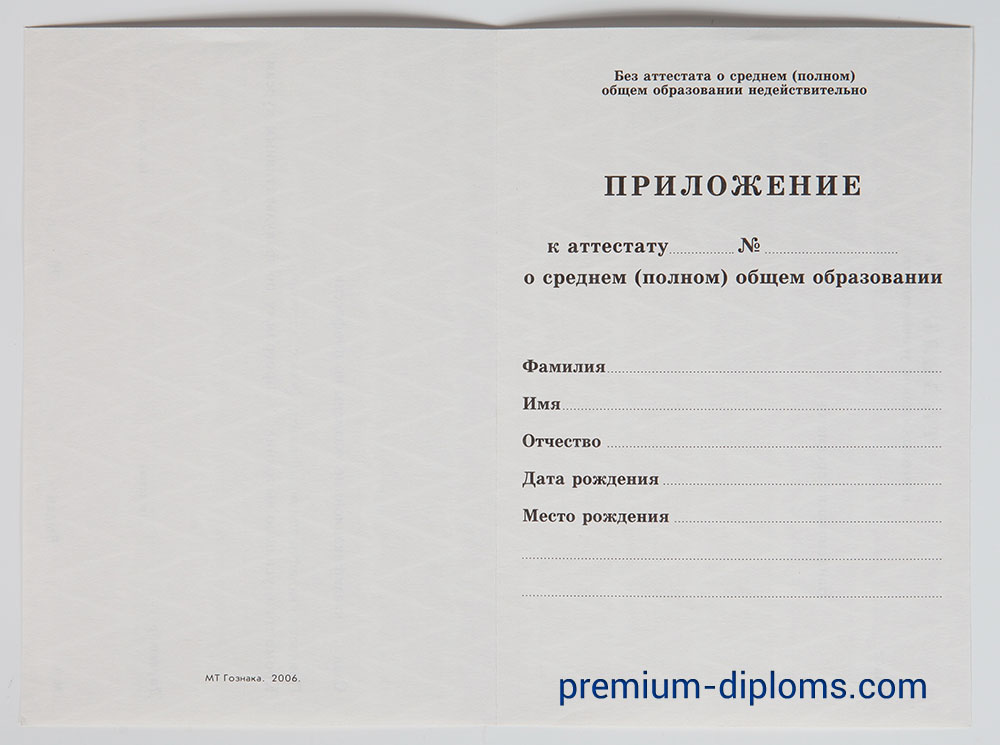 Без аттестата о среднем (полном)
общем образовании недействительно
ПРИЛОЖЕНИЕ
к аттестату № 
о среднем (полном) общем образовании
Фамилия
Имя
Отчество
Дата рождения
Место рождения
МТ Гознака. 2006.
premium-diploms.com